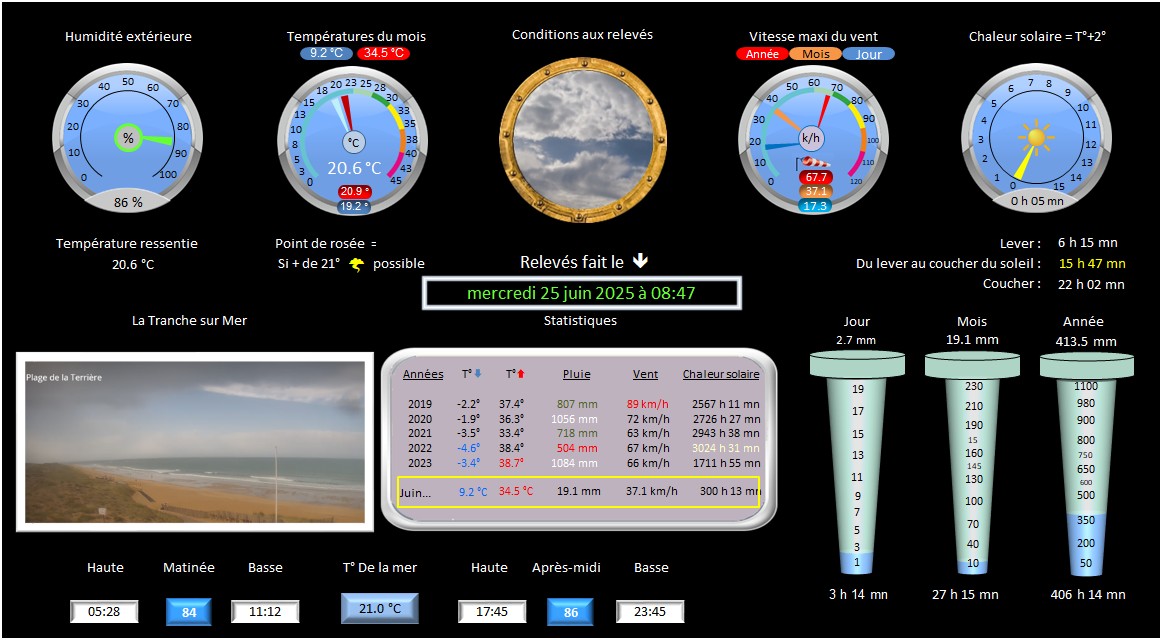 Humidité extérieure
Températures du mois
Conditions aux relevés
Vitesse maxi du vent
Chaleur solaire = T°+2°
9.2 °C 34.5 °C
Année Mois Jour
0 10 20 30 40 50 60 70 80 90 100
%
86 %
0 3 5 8 10 13 15 18 20 23 25 28 30 33 35 38 40 43 45
°C
20.6 °C
20.9 °
19.2 °
0 10 20 30 40 50 60 70 80 90 100 110 120
k/h
67.7
37.1
17.3
0 1 2 3 4 5 6 7 8 9 10 11 12 13 14 15
0 h 05 mn
Température ressentie
20.6 °C
Point de rosée =
Si + de 21° possible
Relevés fait le
mercredi 25 juin 2025 à 08:47
Lever : 6 h 15 mn
Du lever au coucher du soleil : 15 h 47 mn
Coucher : 22 h 02 mn
La Tranche sur Mer
Plage de la Terrière
Statistiques
Années T° T° Pluie Vent Chaleur solaire
2019 -2.2° 37.4° 807 mm 89 km/h 2567 h 11 mn
2020 -1.9° 36.3° 1056 mm 72 km/h 2726 h 27 mn
2021 -3.5° 33.4° 718 mm 63 km/h 2943 h 38 mn
2022 -4.6° 38.4° 504 mm 67 km/h 3024 h 31 mn
2023 -3.4° 38.7° 1084 mm 66 km/h 1711 h 55 mn
Juin... 9.2 °C 34.5 °C 19.1 mm 37.1 km/h 300 h 13 mn
Jour
2.7 mm
19
17
15
13
11
9
7
5
3
1
3 h 14 mn
Mois
19.1 mm
230
210
190
15
160
145
130
100
70
40
10
27 h 15 mn
Année
413.5 mm
1100
980
900
800
750
650
600
500
350
200
50
406 h 14 mn
Haute Matinée Basse T° De la mer Haute Après-midi Basse
05:28 84 11:12 21.0 °C 17:45 86 23:45